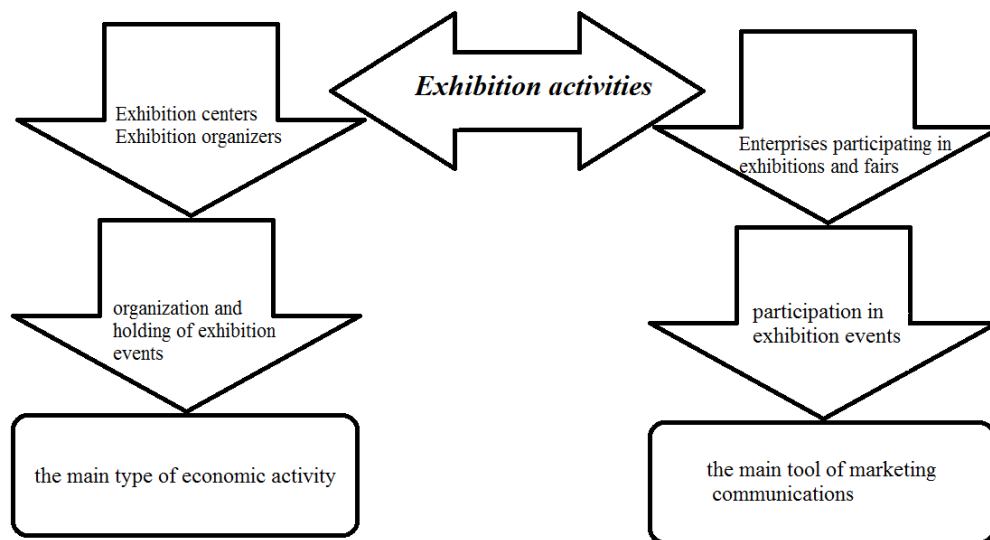 Exhibition activities
Exhibition centers
Exhibition organizers
Enterprises participating in
exhibitions and fairs
organization and
holding of exhibition
events
participation in
exhibition events
the main type of economic activity
the main tool of marketing
communications